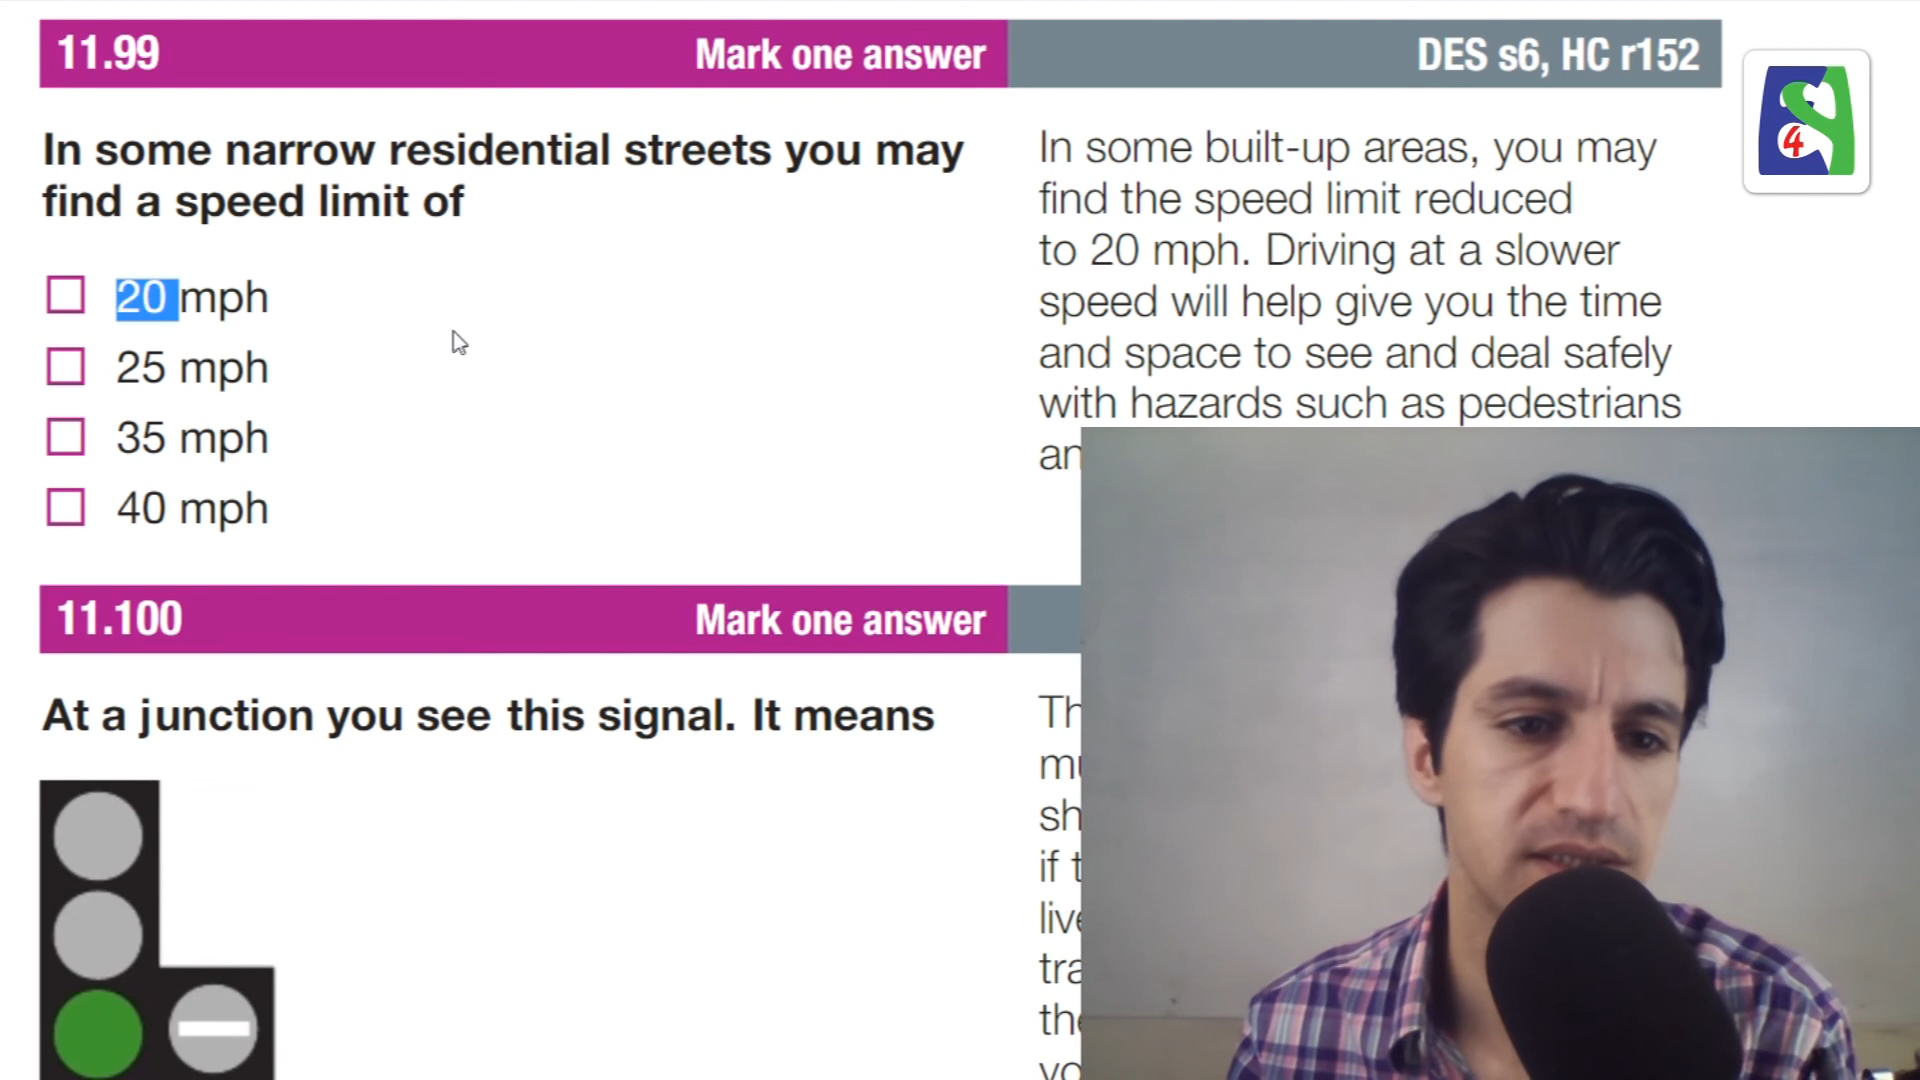 11.99 Mark one answer DES s6, HC r152
In some narrow residential streets you may
find a speed limit of
20 mph
25 mph
35 mph
40 mph
In some built-up areas, you may
find the speed limit reduced
to 20 mph. Driving at a slower
speed will help give you the time
and space to see and deal safely
with hazards such as pedestrians
4
11.100 Mark one answer
At a junction you see this signal. It means
if